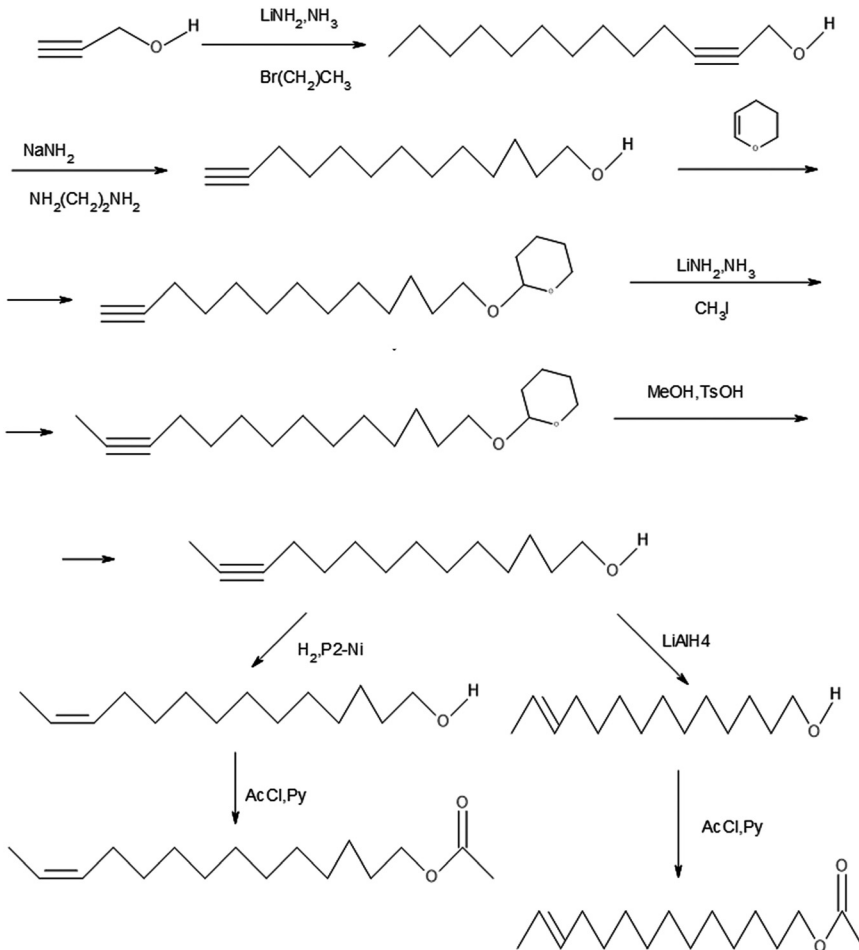 H
O
LiNH2,NH3
Br(CH2)CH3
H
O
NaNH2
NH2(CH2)2NH2
H
O
O
O
O
LiNH2,NH3
CH3I
O
O
MeOH,TsOH
H
O
H2,P2-Ni
LiAlH4
H
O
H
O
AcCl,Py
AcCl,Py
O
O
O
O